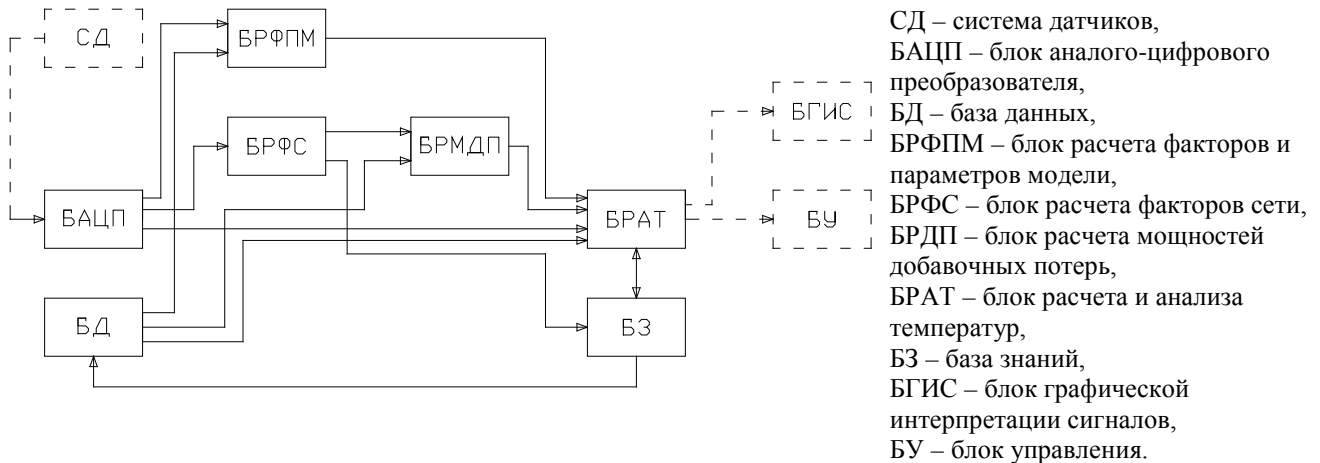 СД
БРФПМ
БГИС
БРФС
БРМДП
БАЦП
БРАТ
БУ
БД
БЗ
СД – система датчиков,
БАЦП – блок аналого-цифрового
преобразователя,
БД – база данных,
БРФПМ – блок расчета факторов и
параметров модели,
БРФС – блок расчета факторов сети,
БРДП – блок расчета мощностей
добавочных потерь,
БРАТ – блок расчета и анализа
температур,
БЗ – база знаний,
БГИС – блок графической
интерпретации сигналов,
БУ – блок управления.